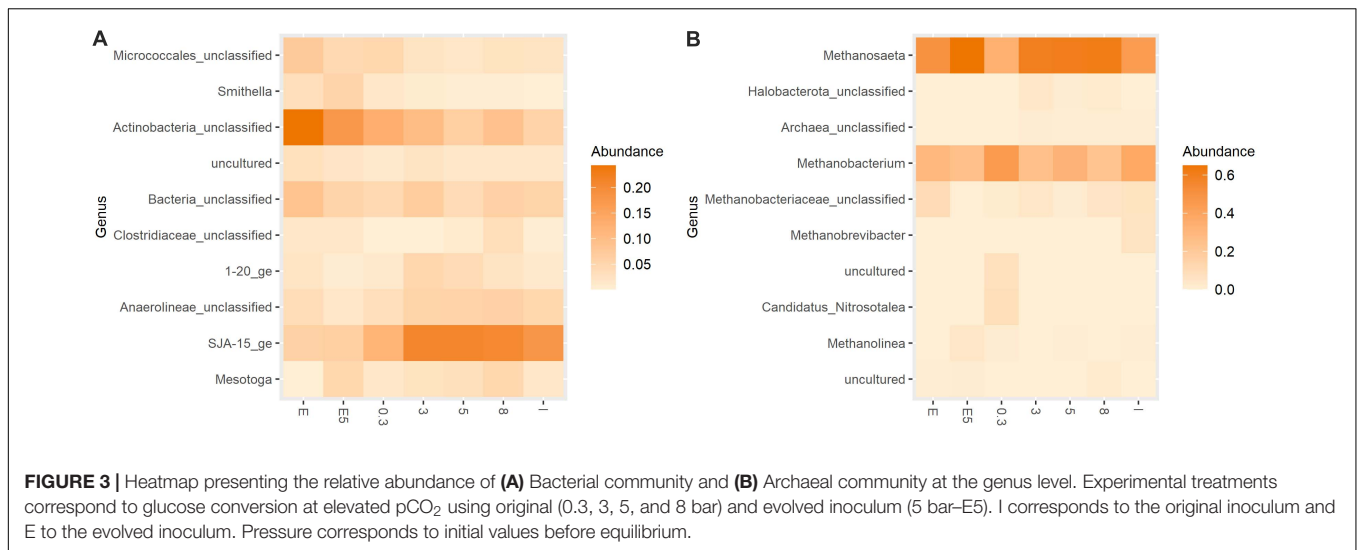 A
Micrococcales_unclassified
Smithella
Actinobacteria_unclassified
uncultured
Bacteria_unclassified
Clostridiaceae_unclassified
1-20_ge
Anaerolineae_unclassified
SJA-15_ge
Mesotoga
Genus
E
E5
0.3
3
5
8
I
Abundance
0.20
0.15
0.10
0.05
B
Methanosaeta
Halobacterota_unclassified
Archaea_unclassified
Methanobacterium
Methanobacteriaceae_unclassified
Methanobrevibacter
uncultured
Candidatus_Nitrosotalea
Methanolinea
uncultured
Genus
E
E5
0.3
3
5
8
I
Abundance
0.6
0.4
0.2
0.0
FIGURE 3 | Heatmap presenting the relative abundance of (A) Bacterial community and (B) Archaeal community at the genus level. Experimental treatments
correspond to glucose conversion at elevated pCO₂ using original (0.3, 3, 5, and 8 bar) and evolved inoculum (5 bar–E5). I corresponds to the original inoculum and
E to the evolved inoculum. Pressure corresponds to initial values before equilibrium.